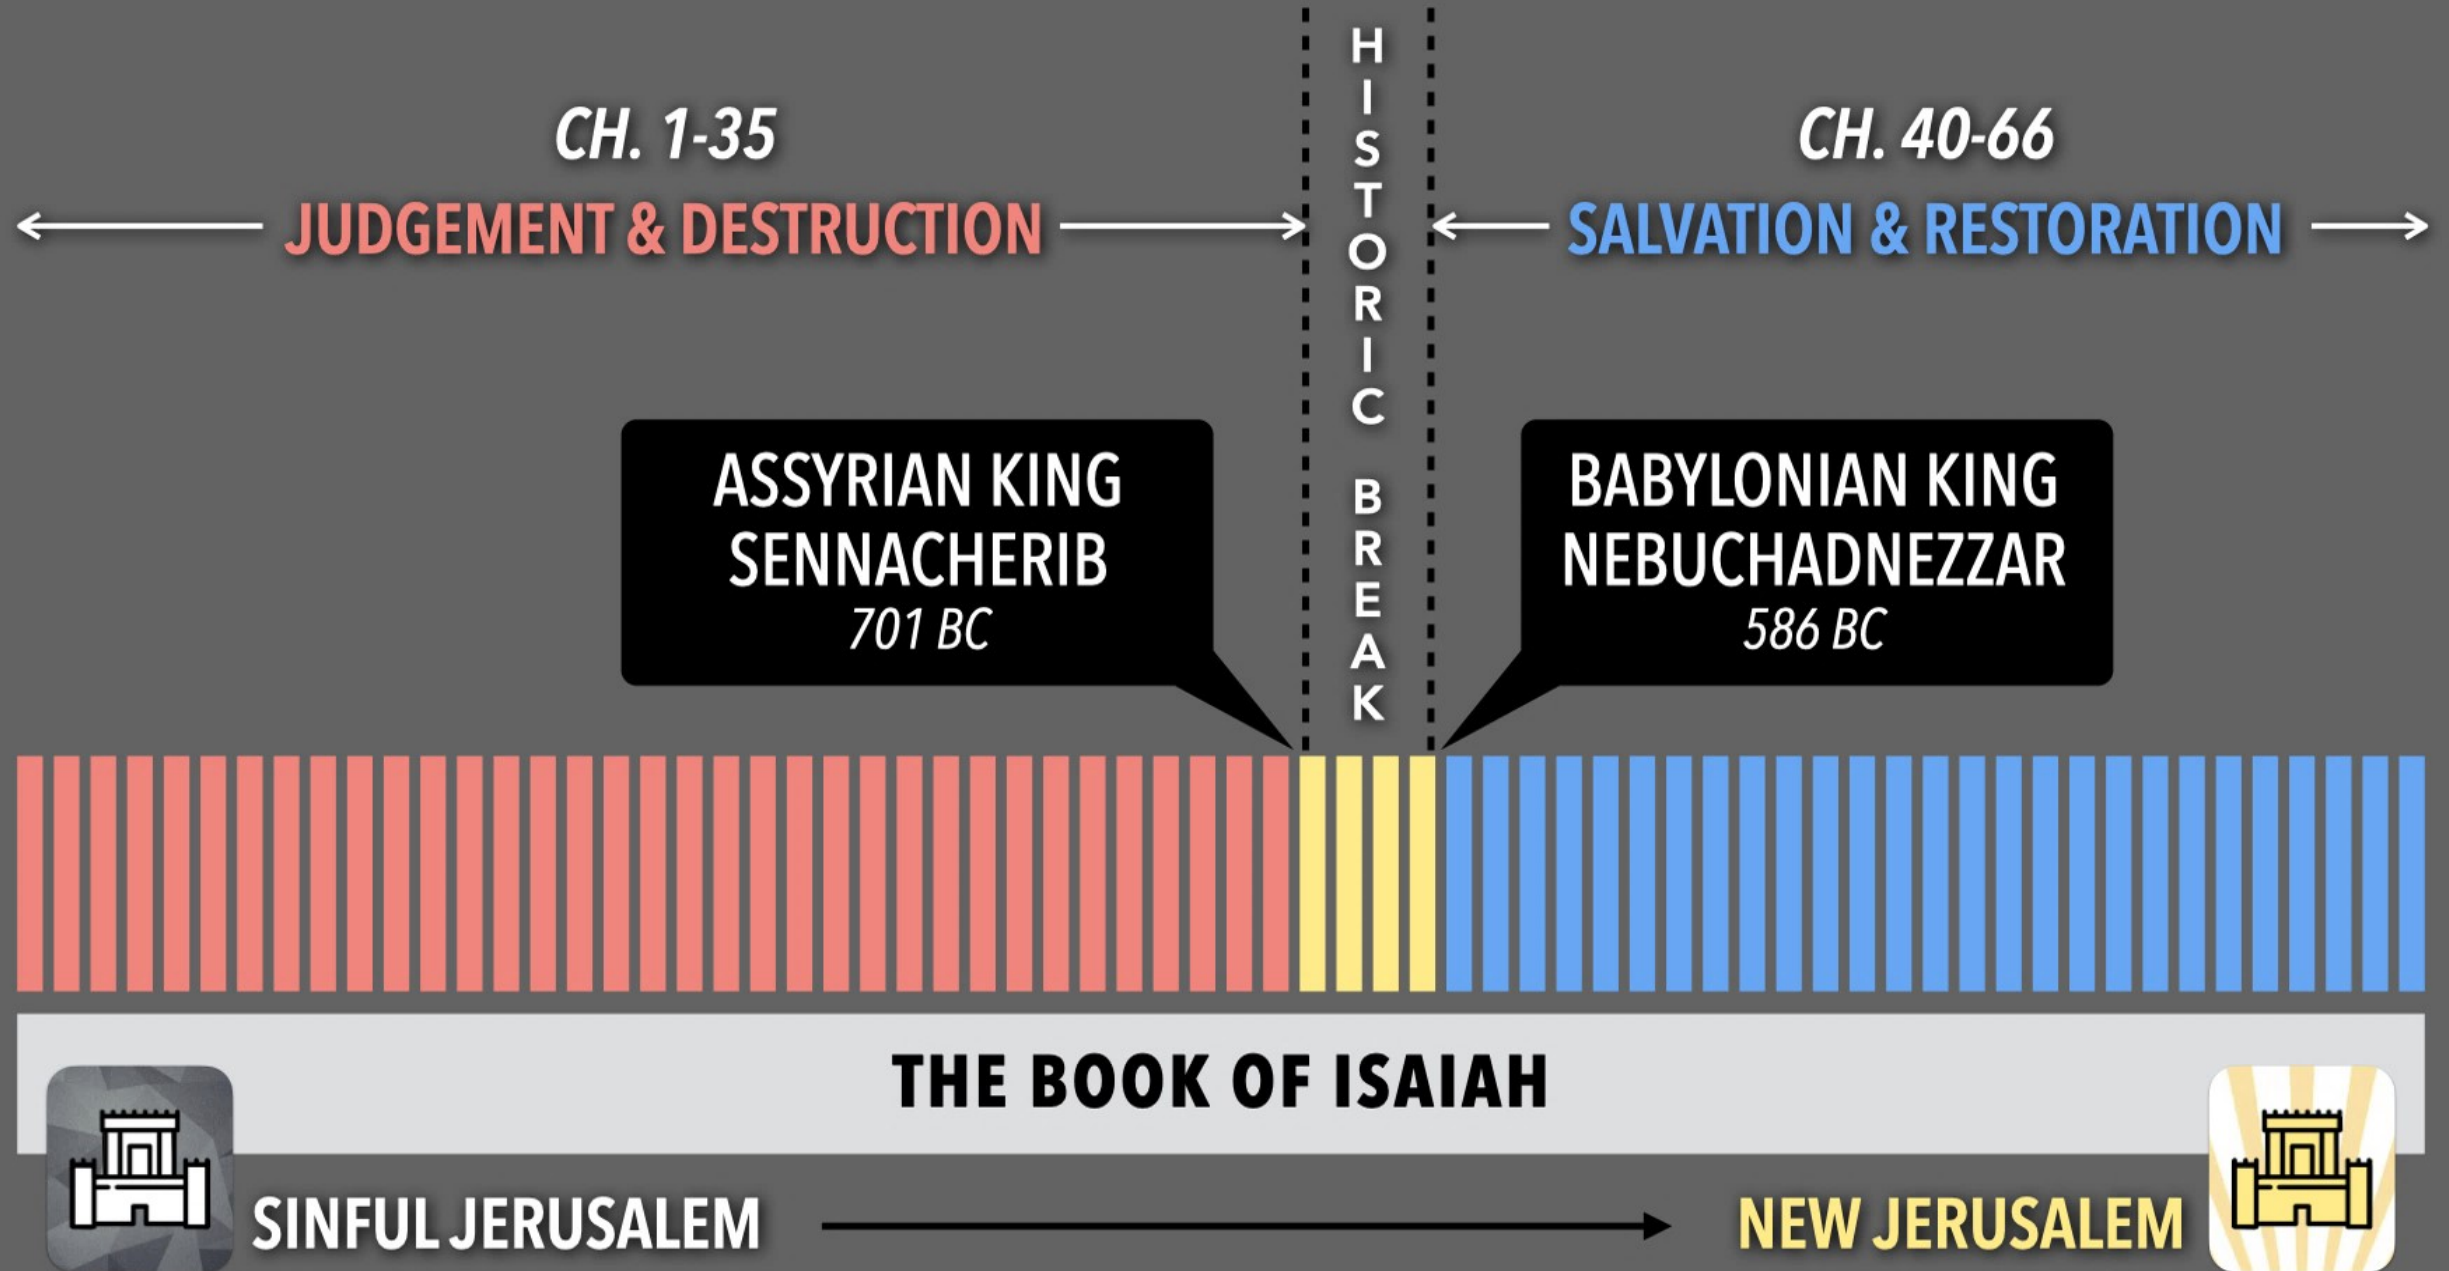 CH. 1-35
JUDGEMENT & DESTRUCTION
HISTORIC BREAK
CH. 40-66
SALVATION & RESTORATION
ASSYRIAN KING
SENNACHERIB
701 BC
BABYLONIAN KING
NEBUCHADNEZZAR
586 BC
THE BOOK OF ISAIAH
SINFUL JERUSALEM
NEW JERUSALEM